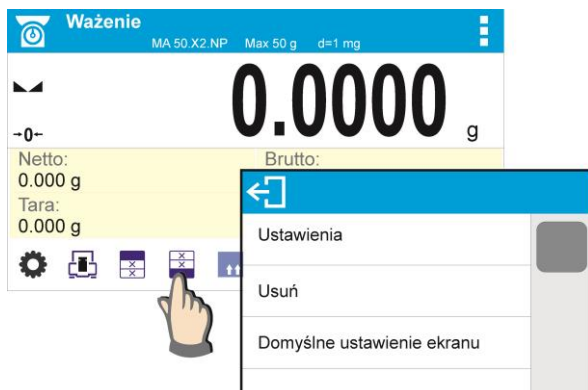 Ważenie
MA 50.X2.NP Max 50 g d=1 mg
→0←
0.0000 g
Netto: Brutto:
0.000 g
Tara:
0.000 g
Ustawienia
Usuń
Domyślne ustawienie ekranu